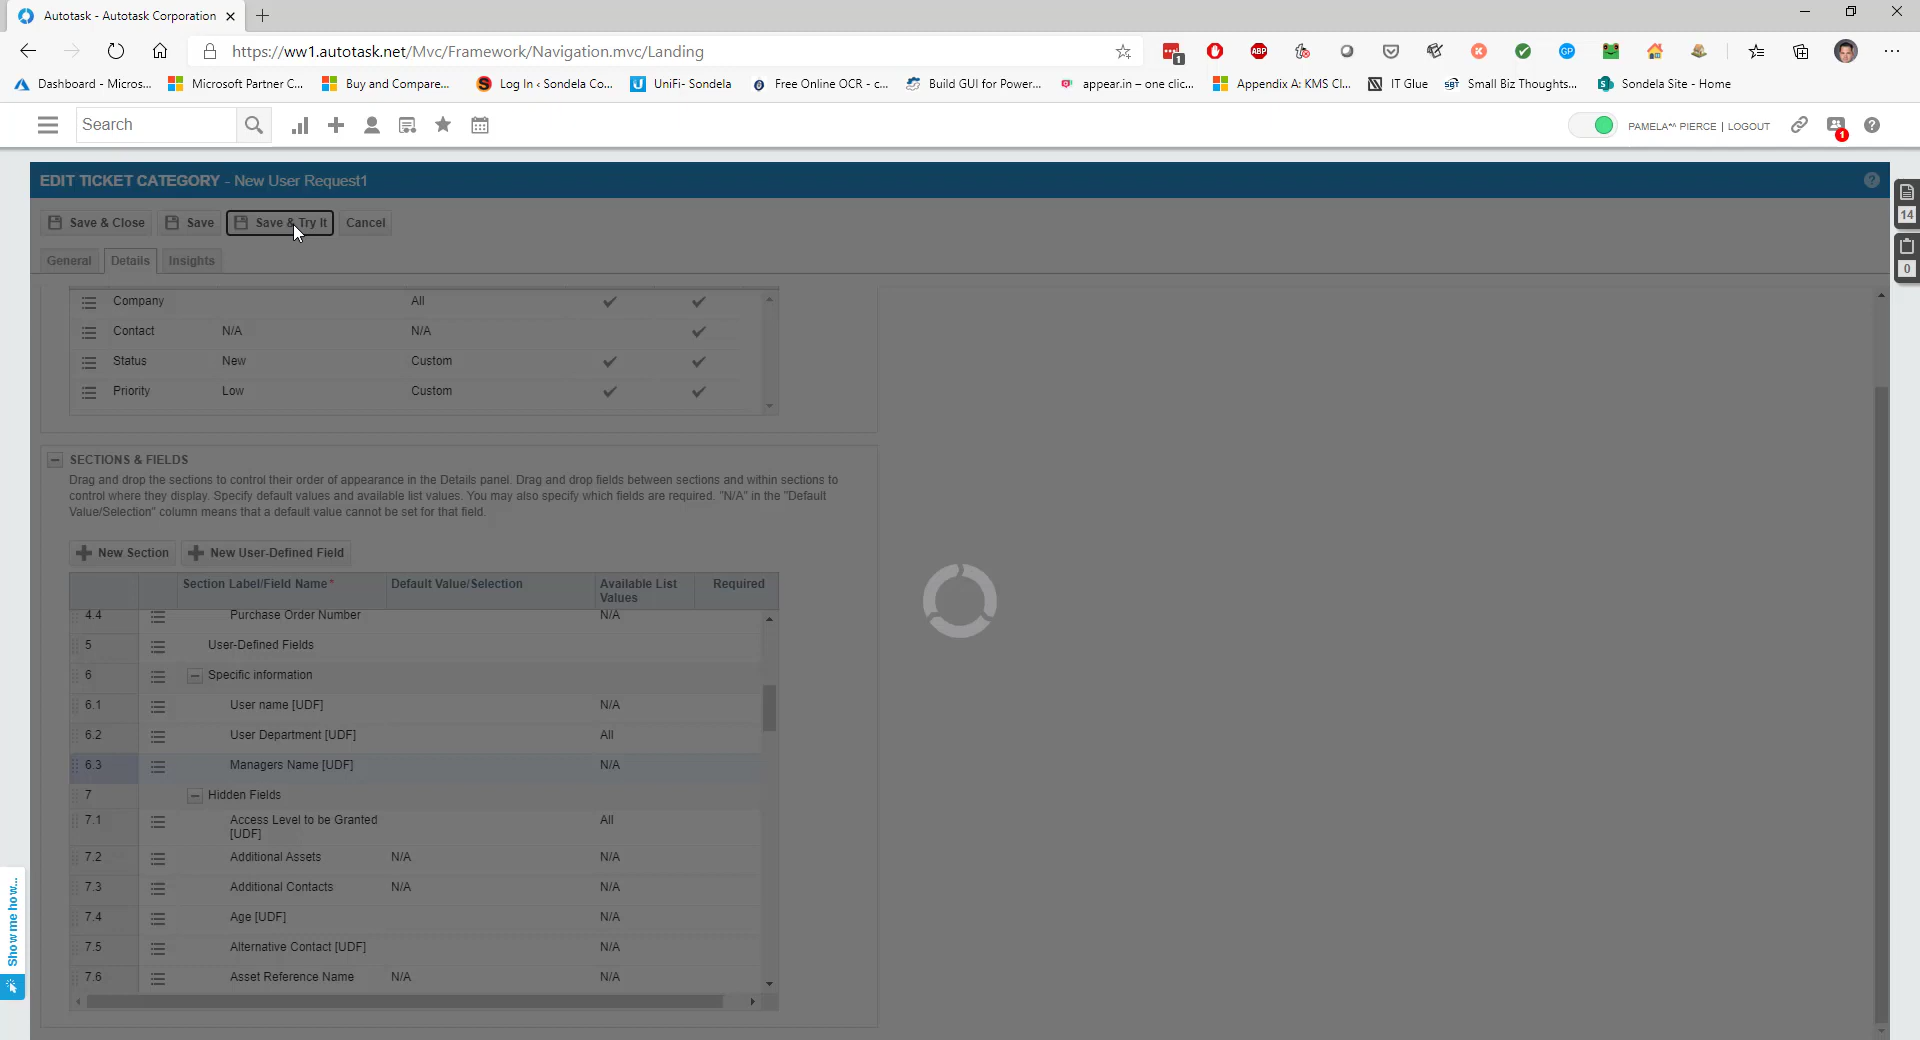 Autotask - Autotask Corporation
https://ww1.autotask.net/Mvc/Framework/Navigation.mvc/Landing
1
ABP
GP
Dashboard - Micros... Microsoft Partner C... Buy and Compare... Log In ‹ Sondela Co... UniFi- Sondela Free Online OCR - c... Build GUI for Power... appear.in – one clic... Appendix A: KMS Cl... IT Glue SBT Small Biz Thoughts... Sondela Site - Home
Search
PAMELA^^ PIERCE | LOGOUT
1
EDIT TICKET CATEGORY - New User Request1
14
0
Save & Close Save Save & Try It Cancel
General Details Insights
Company All
Contact N/A N/A
Status New Custom
Priority Low Custom
SECTIONS & FIELDS
Drag and drop the sections to control their order of appearance in the Details panel. Drag and drop fields between sections and within sections to
control where they display. Specify default values and available list values. You may also specify which fields are required. "N/A" in the "Default
Value/Selection" column means that a default value cannot be set for that field.
New Section New User-Defined Field
Section Label/Field Name* Default Value/Selection Available List Values Required
4.4 Purchase Order Number N/A
5 User-Defined Fields
6 Specific information
6.1 User name [UDF] N/A
6.2 User Department [UDF] All
6.3 Managers Name [UDF] N/A
7 Hidden Fields
7.1 Access Level to be Granted [UDF] All
7.2 Additional Assets N/A N/A
7.3 Additional Contacts N/A N/A
7.4 Age [UDF] N/A
7.5 Alternative Contact [UDF] N/A
7.6 Asset Reference Name N/A N/A
Show me how...